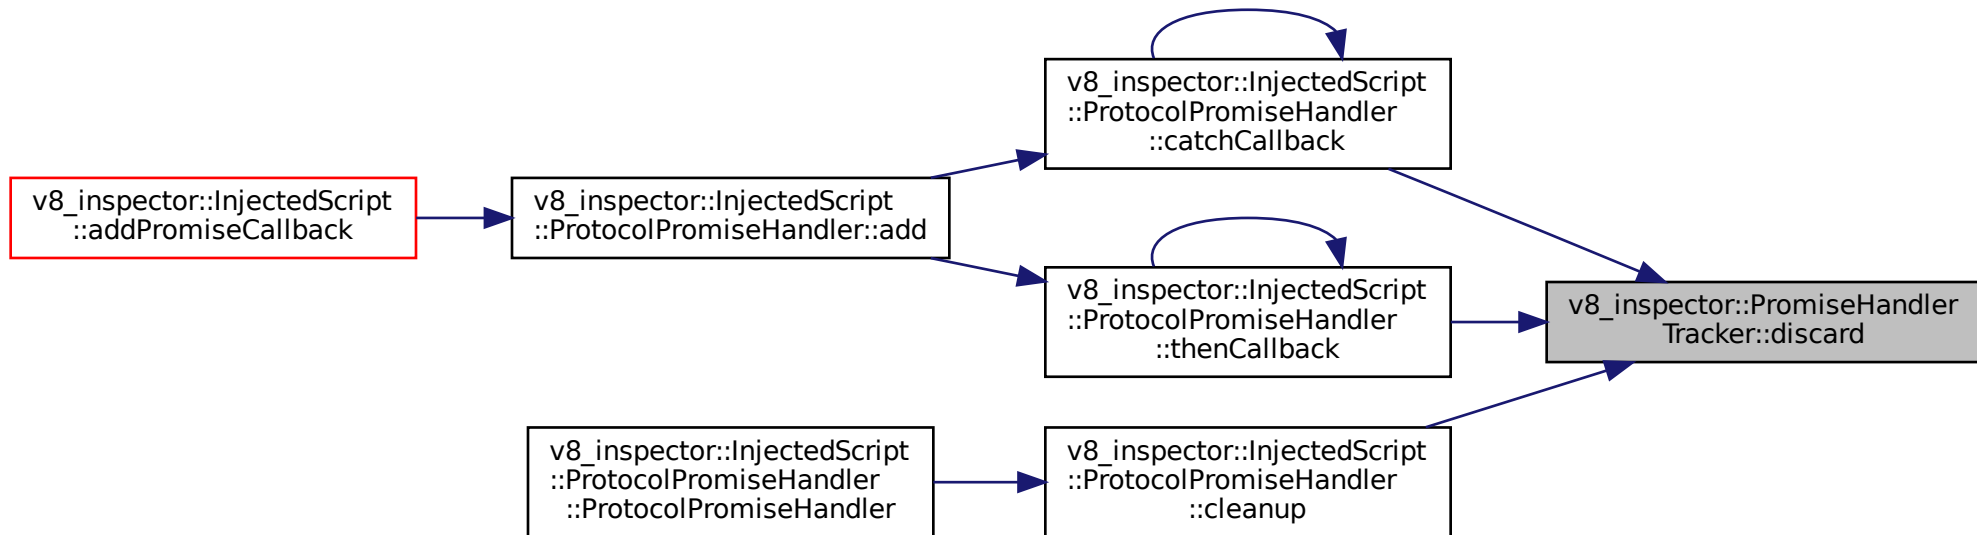 v8_inspector::InjectedScript
::addPromiseCallback
v8_inspector::InjectedScript
::ProtocolPromiseHandler::add
v8_inspector::InjectedScript
::ProtocolPromiseHandler
::catchCallback
v8_inspector::InjectedScript
::ProtocolPromiseHandler
::thenCallback
v8_inspector::PromiseHandler
Tracker::discard
v8_inspector::InjectedScript
::ProtocolPromiseHandler
::ProtocolPromiseHandler
v8_inspector::InjectedScript
::ProtocolPromiseHandler
::cleanup